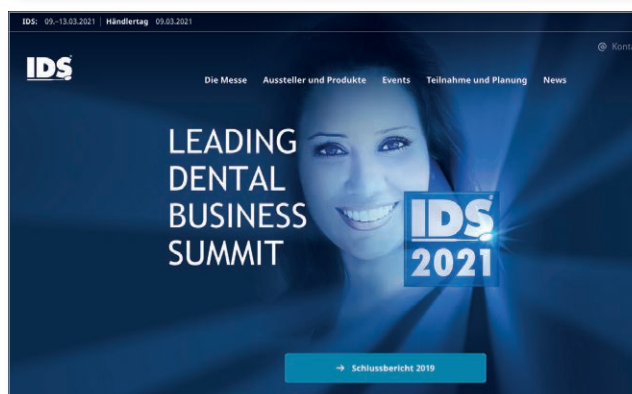 IDS: 09.–13.03.2021 | Händlertag 09.03.2021
@ Konta
IDS
Die Messe Aussteller und Produkte Events Teilnahme und Planung News
LEADING
DENTAL
BUSINESS
SUMMIT
IDS
2021
→ Schlussbericht 2019